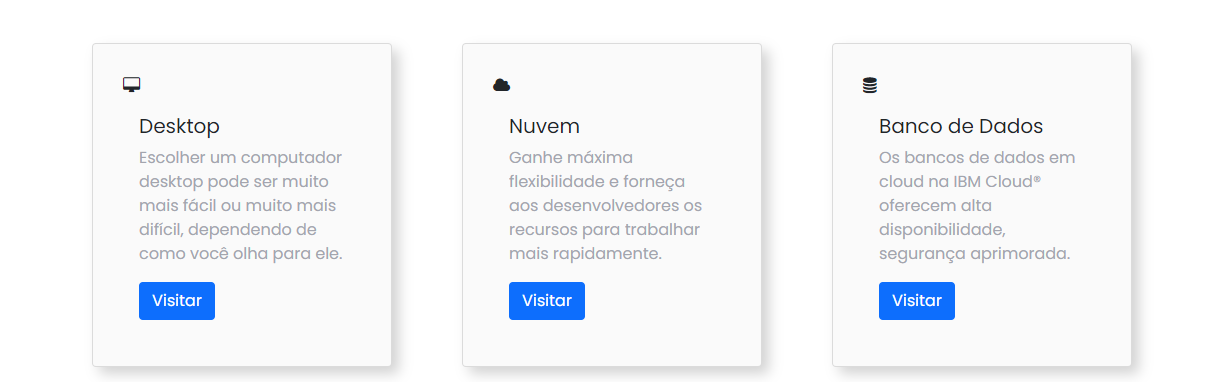 Desktop
Escolher um computador
desktop pode ser muito
mais fácil ou muito mais
difícil, dependendo de
como você olha para ele.
Visitar
Nuvem
Ganhe máxima
flexibilidade e forneça
aos desenvolvedores os
recursos para trabalhar
mais rapidamente.
Visitar
Banco de Dados
Os bancos de dados em
cloud na IBM Cloud®
oferecem alta
disponibilidade,
segurança aprimorada.
Visitar